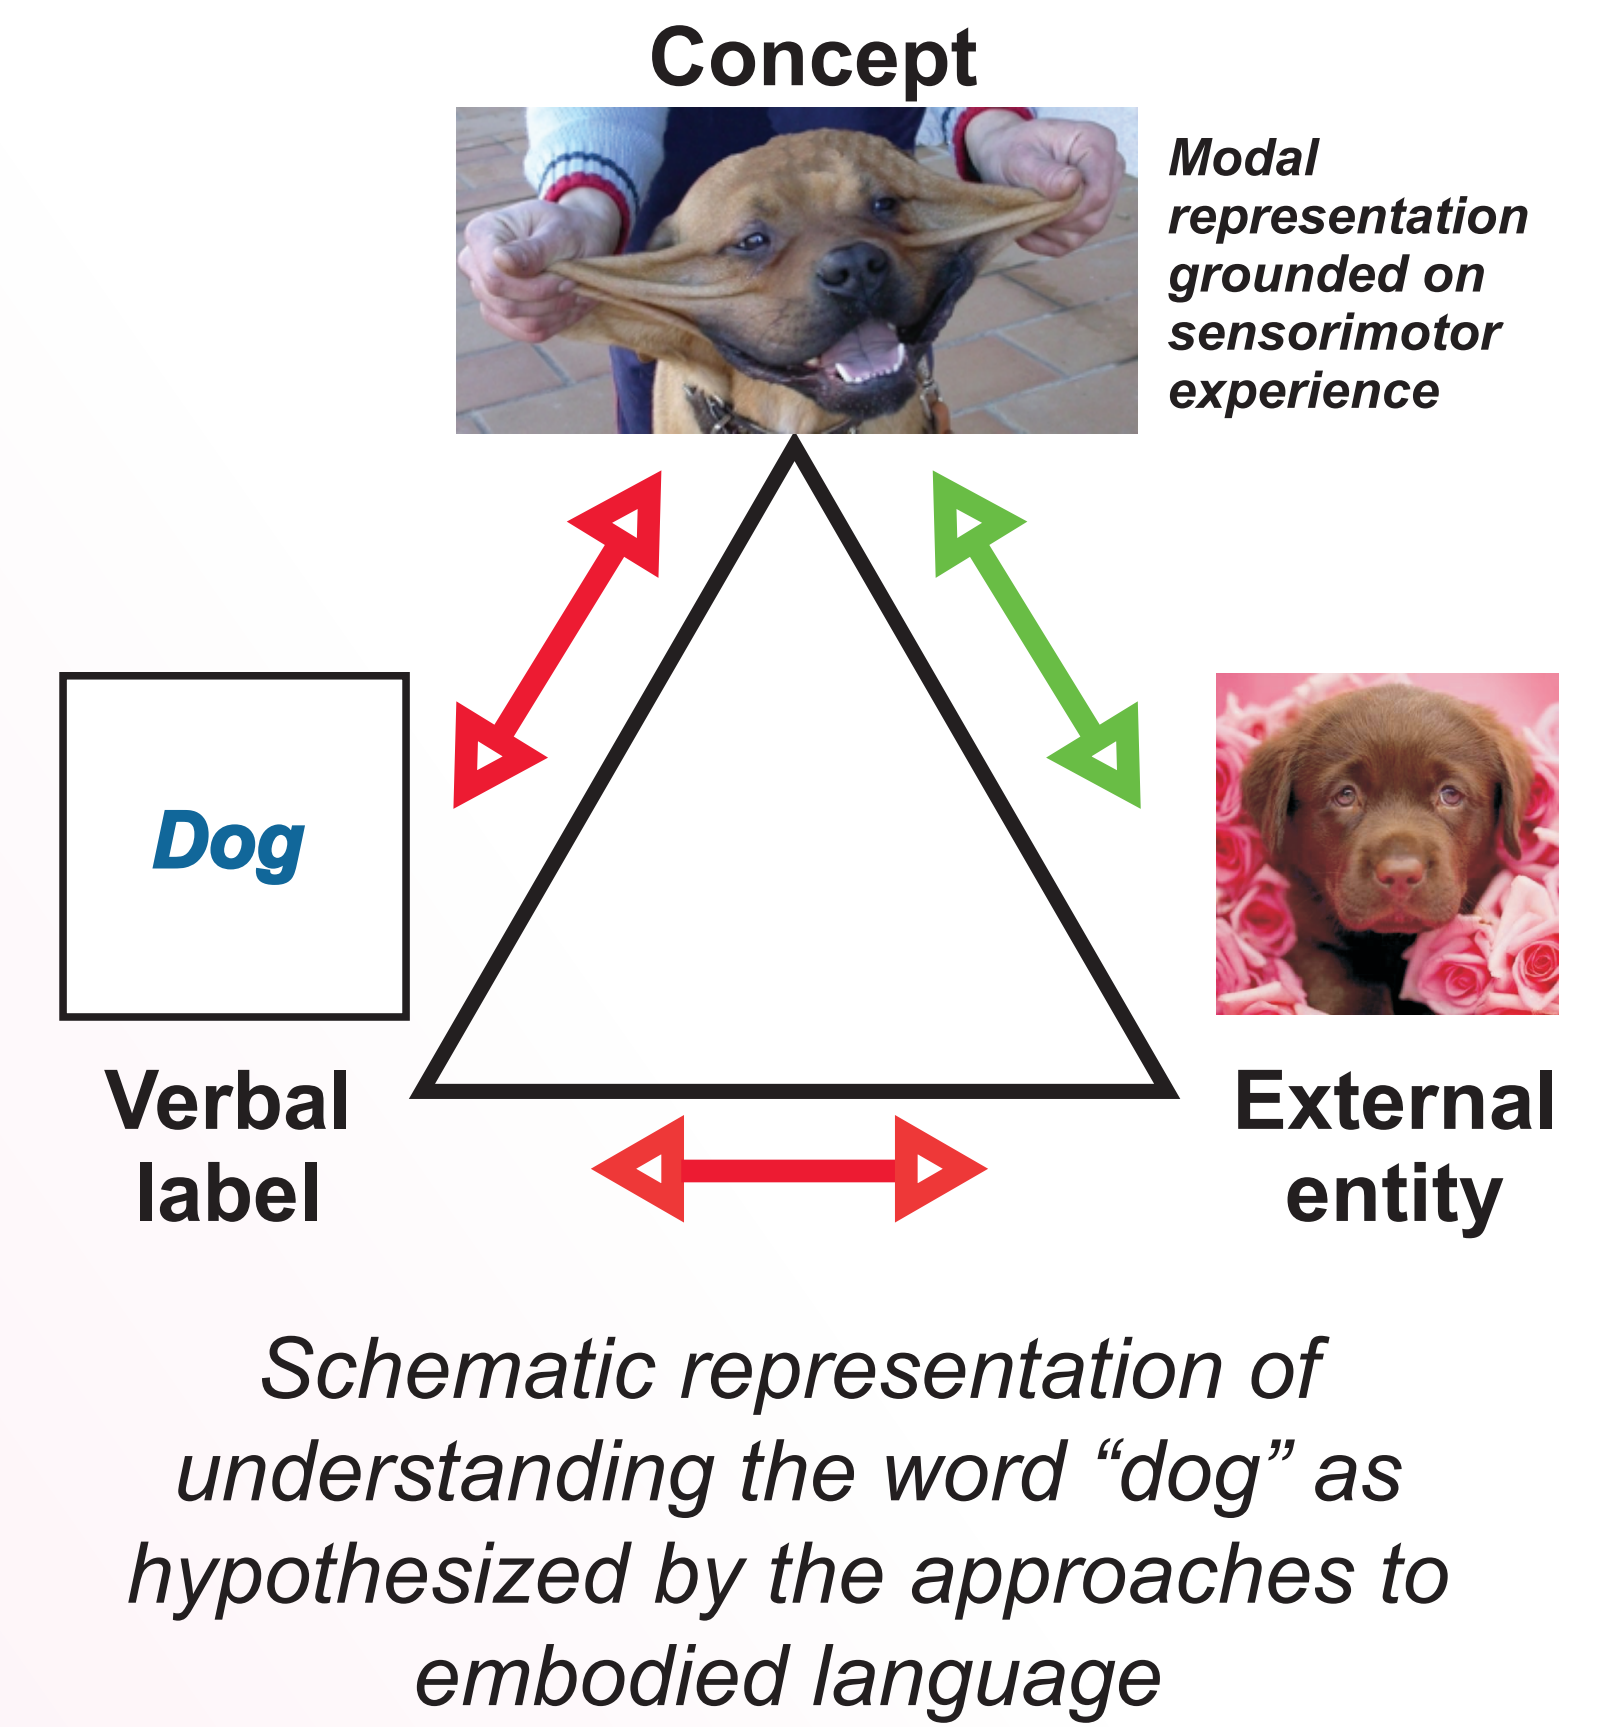 Concept
Modal
representation
grounded on
sensorimotor
experience
Dog
Verbal
label
External
entity
Schematic representation of
understanding the word “dog” as
hypothesized by the approaches to
embodied language